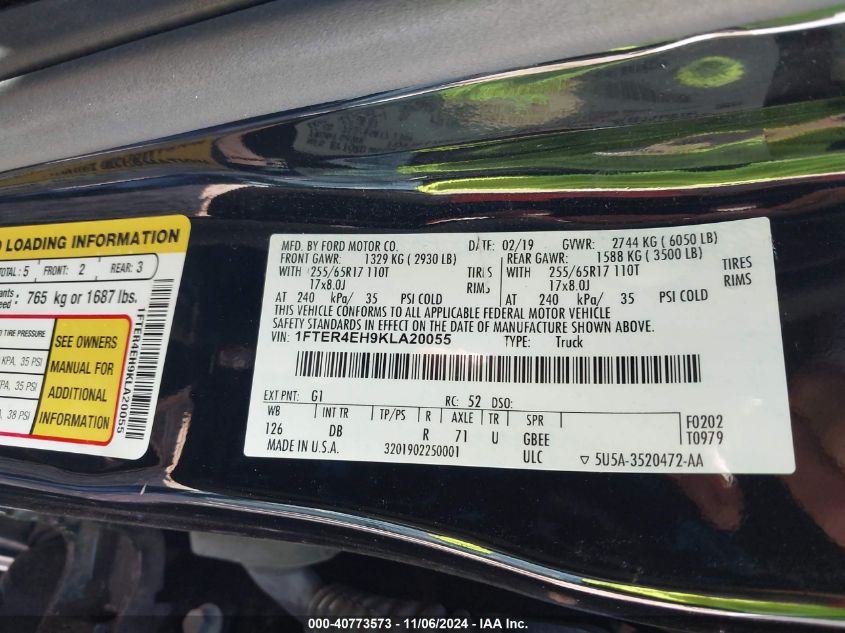 D LOADING INFORMATION
TOTAL : 5 FRONT: 2 REAR: 3
765 kg or 1687 lbs.
TIRE PRESSURE
KPA, 35 PSI
KPA, 35 PSI
KPA, 38 PSI
SEE OWNERS
MANUAL FOR
ADDITIONAL
INFORMATION
1FTER4EH9KLA20055
MFD. BY FORD MOTOR CO. DATE: 02/19 GVWR: 2744 KG ( 6050 LB)
FRONT GAWR: 1329 KG ( 2930 LB) REAR GAWR: 1588 KG ( 3500 LB)
WITH 255/65R17 110T TIRES WITH 255/65R17 110T TIRES
17x8.0J RIMS 17x8.0J RIMS
AT 240 kPa/ 35 PSI COLD AT 240 kPa/ 35 PSI COLD
THIS VEHICLE CONFORMS TO ALL APPLICABLE FEDERAL MOTOR VEHICLE
SAFETY STANDARDS IN EFFECT ON THE DATE OF MANUFACTURE SHOWN ABOVE.
VIN: 1FTER4EH9KLA20055 TYPE: Truck
EXT PNT: G1 RC: 52 DSO:
WB INT TR TP/PS R AXLE TR SPR F0202
126 DB R 71 U GBEE T0979
MADE IN U.S.A. 3201902250001 ULC ▽ 5U5A-3520472-AA
000-40773573 - 11/06/2024 - IAA Inc.